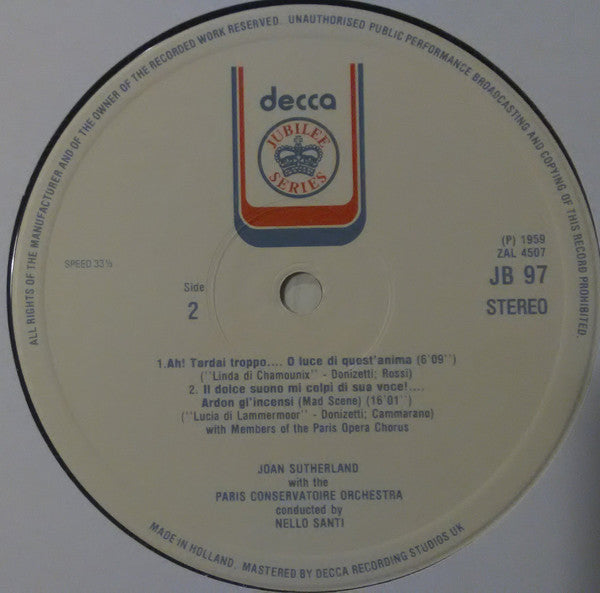 ALL RIGHTS OF THE MANUFACTURER AND OF THE OWNER OF THE RECORDED WORK RESERVED. UNAUTHORISED PUBLIC PERFORMANCE BROADCASTING AND COPYING OF THIS RECORD PROHIBITED.
decca
JUBILEE
SERIES
SPEED 33⅓
Side
2
(P) 1959
ZAL 4507
JB 97
STEREO
1.Ah! Tardai troppo.... O luce di quest'anima (6'09'')
(''Linda di Chamounix'' - Donizetti; Rossi)
2. Il dolce suono mi colpi di sua voce!....
Ardon gl'incensi (Mad Scene) (16'01'')
(''Lucia di Lammermoor'' - Donizetti; Cammarano)
with Members of the Paris Opera Chorus
JOAN SUTHERLAND
with the
PARIS CONSERVATOIRE ORCHESTRA
conducted by
NELLO SANTI
MADE IN HOLLAND. MASTERED BY DECCA RECORDING STUDIOS UK